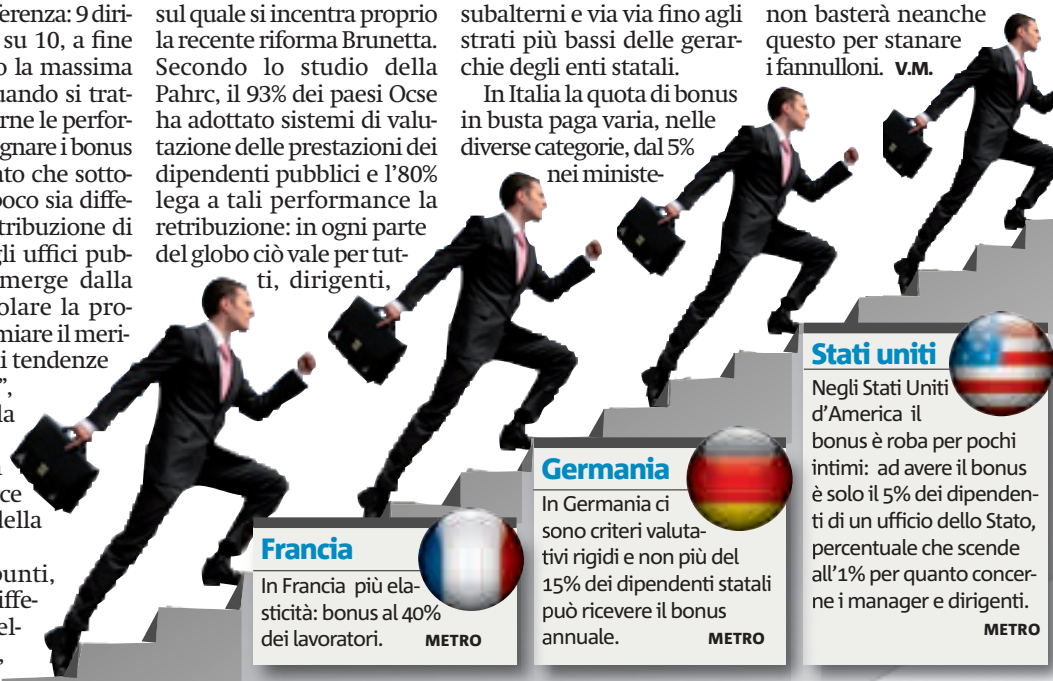 erenza: 9 diri-
su 10, a fine
o la massima
uando si trat-
rne le perfor-
gnare i bonus
to che sotto-
poco sia diffe-
tribuzione di
gli uffici pub-
merge dalla
olare la pro-
miare il meri-
i tendenze
”,
la
ce
della
punti,
iffe-
el-
sul quale si incentra proprio
la recente riforma Brunetta.
Secondo lo studio della
Pahrc, il 93% dei paesi Ocse
ha adottato sistemi di valu-
tazione delle prestazioni dei
dipendenti pubblici e l’80%
lega a tali performance la
retribuzione: in ogni parte
del globo ciò vale per tut-
ti, dirigenti,
subalterni e via via fino agli
strati più bassi delle gerar-
chie degli enti statali.
In Italia la quota di bonus
in busta paga varia, nelle
diverse categorie, dal 5%
nei ministe-
non basterà neanche
questo per stanare
i fannulloni. V.M.
Francia
In Francia più ela-
sticità: bonus al 40%
dei lavoratori. METRO
Germania
In Germania ci
sono criteri valuta-
tivi rigidi e non più del
15% dei dipendenti statali
può ricevere il bonus
annuale. METRO
Stati uniti
Negli Stati Uniti
d’America il
bonus è roba per pochi
intimi: ad avere il bonus
è solo il 5% dei dipenden-
ti di un ufficio dello Stato,
percentuale che scende
all’1% per quanto concer-
ne i manager e dirigenti.
METRO